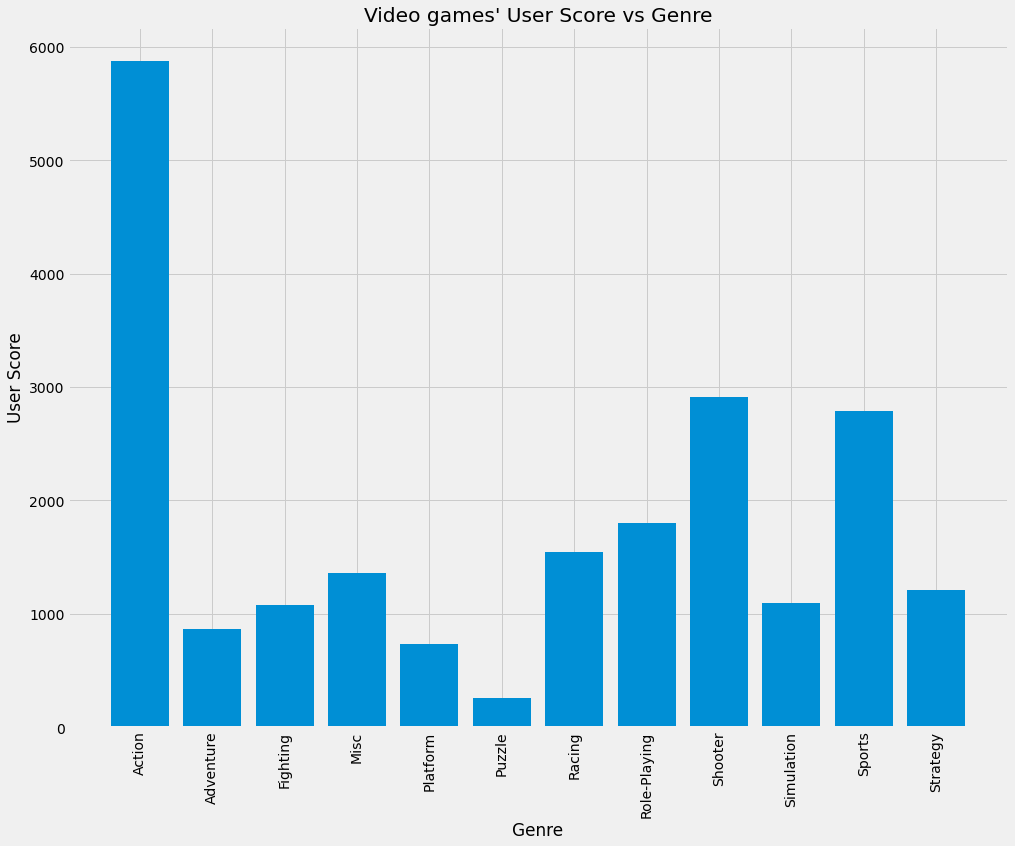 Video games' User Score vs Genre
6000
5000
4000
3000
2000
1000
0
User Score
Action
Adventure
Fighting
Misc
Platform
Puzzle
Racing
Role-Playing
Shooter
Simulation
Sports
Strategy
Genre